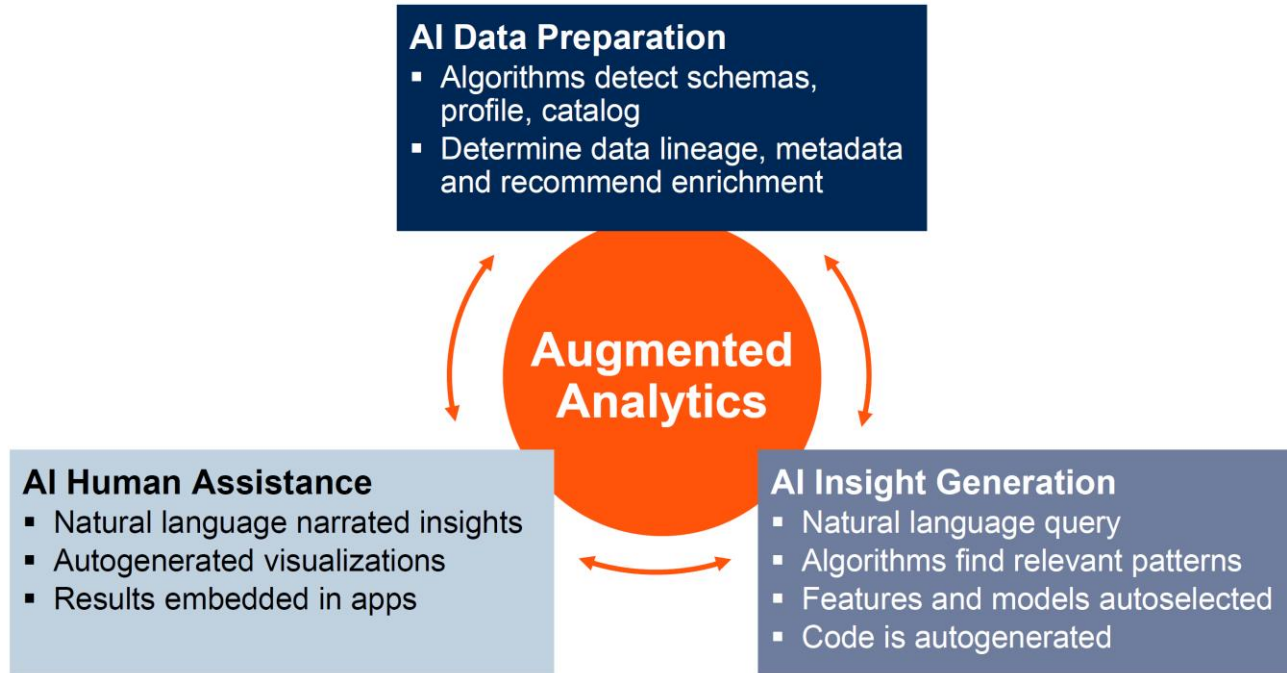 AI Data Preparation
▪ Algorithms detect schemas,
profile, catalog
▪ Determine data lineage, metadata
and recommend enrichment
Augmented
Analytics
AI Human Assistance
▪ Natural language narrated insights
▪ Autogenerated visualizations
▪ Results embedded in apps
AI Insight Generation
▪ Natural language query
▪ Algorithms find relevant patterns
▪ Features and models autoselected
▪ Code is autogenerated